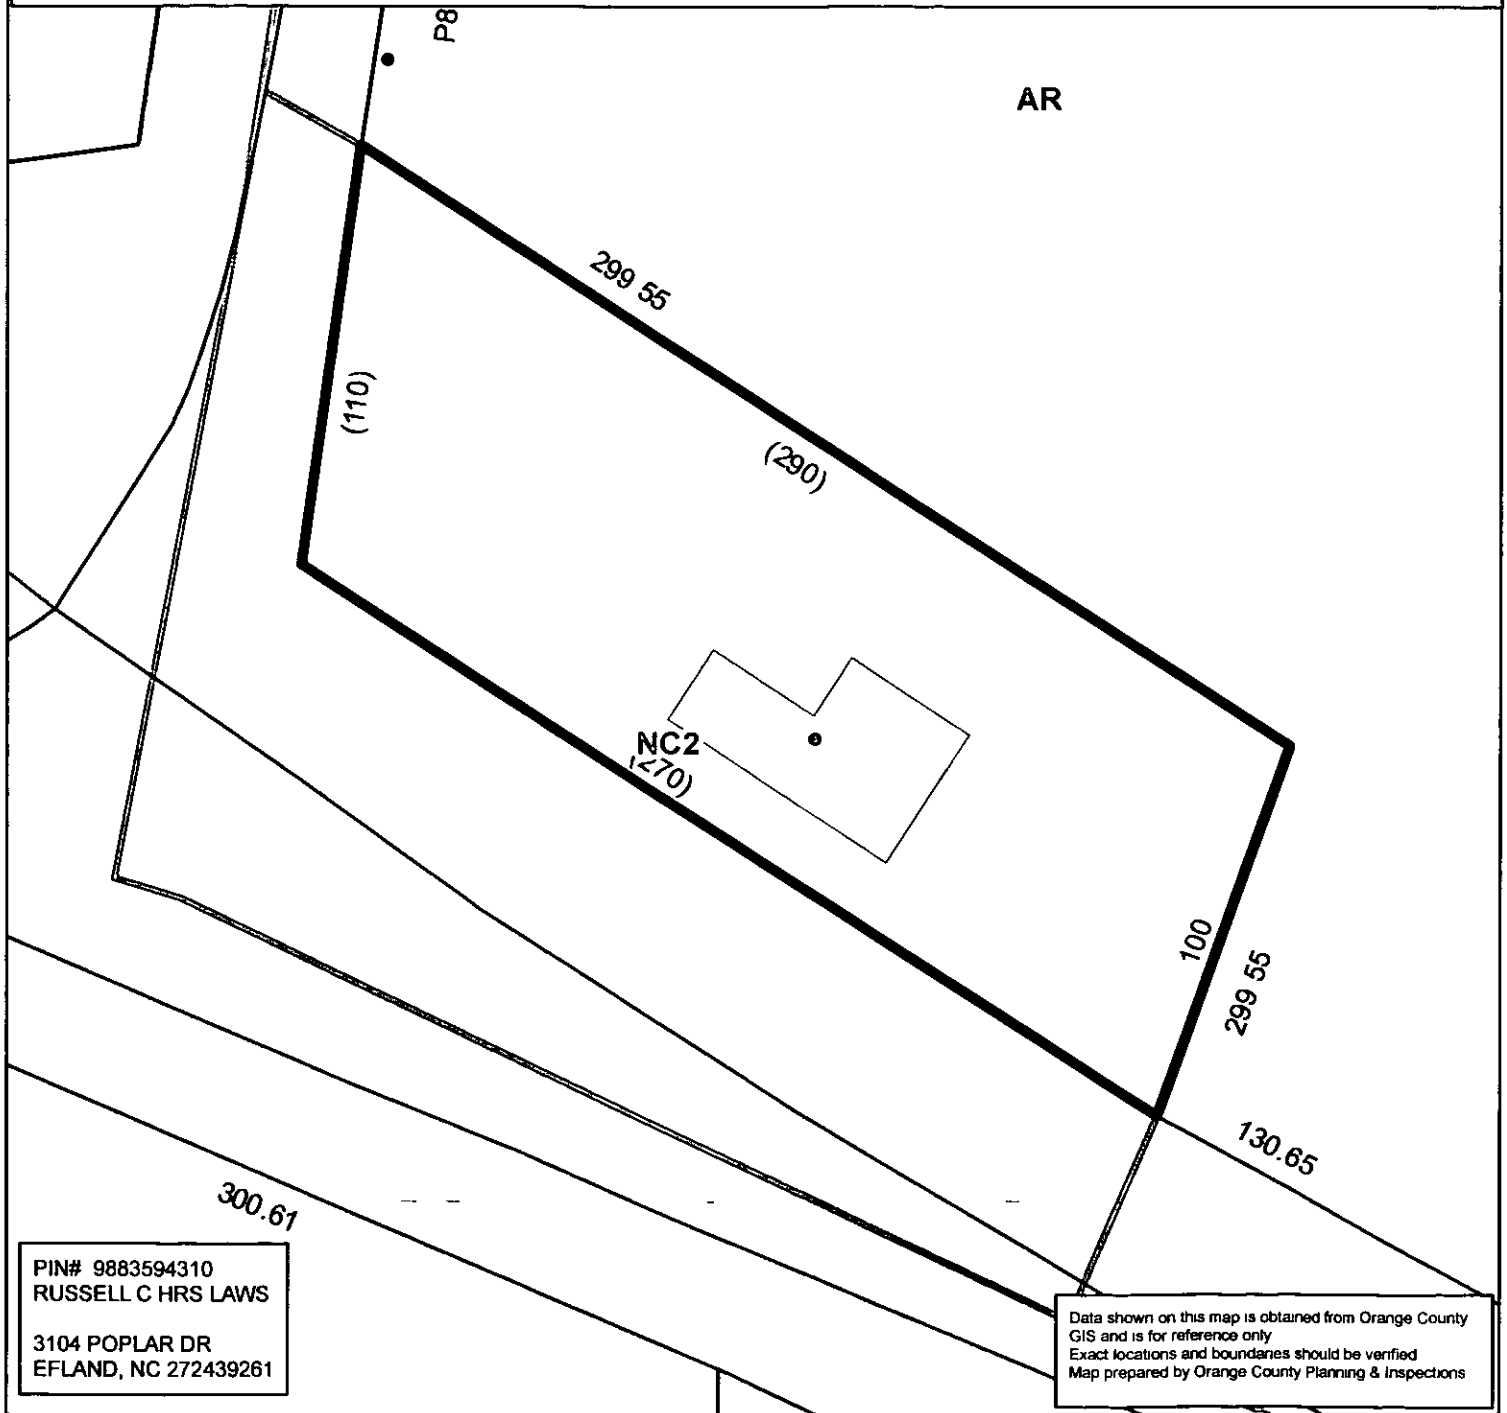 P8
AR
299 55
(110)
(290)
NC2
(270)
100
299 55
130.65
300.61
PIN# 9883594310
RUSSELL C HRS LAWS
3104 POPLAR DR
EFLAND, NC 272439261
Data shown on this map is obtained from Orange County
GIS and is for reference only
Exact locations and boundaries should be verified
Map prepared by Orange County Planning & Inspections